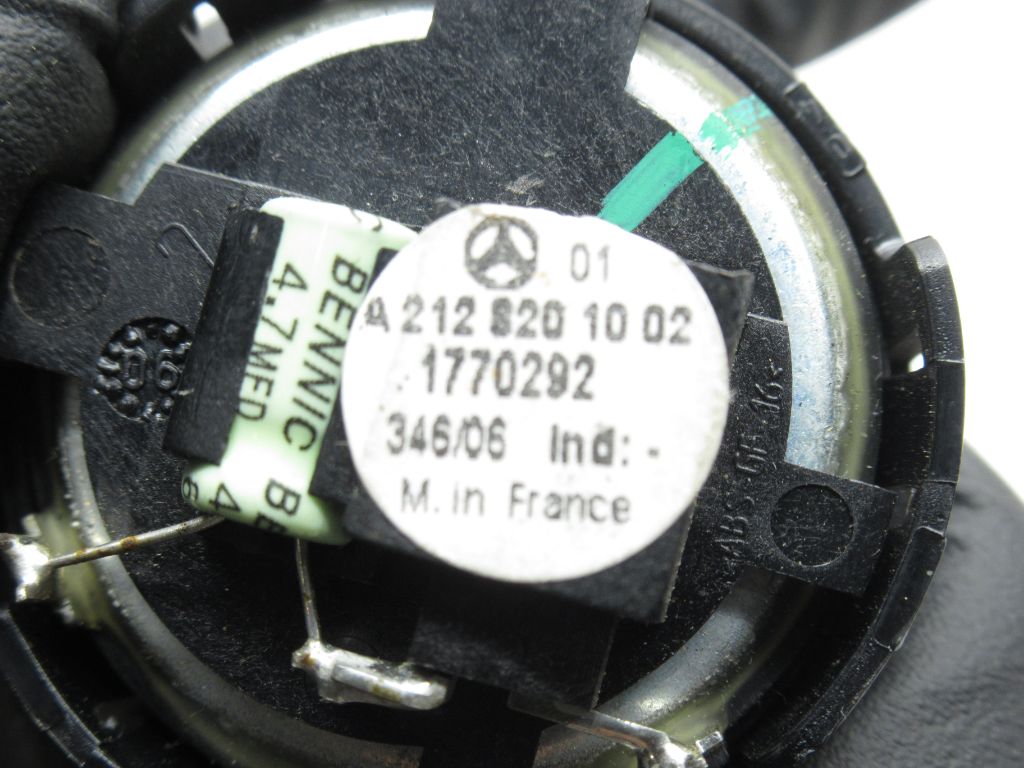 01
A 212 820 10 02
1770292
346/06 Ind: -
M. in France
BENNIC
4.7MFD